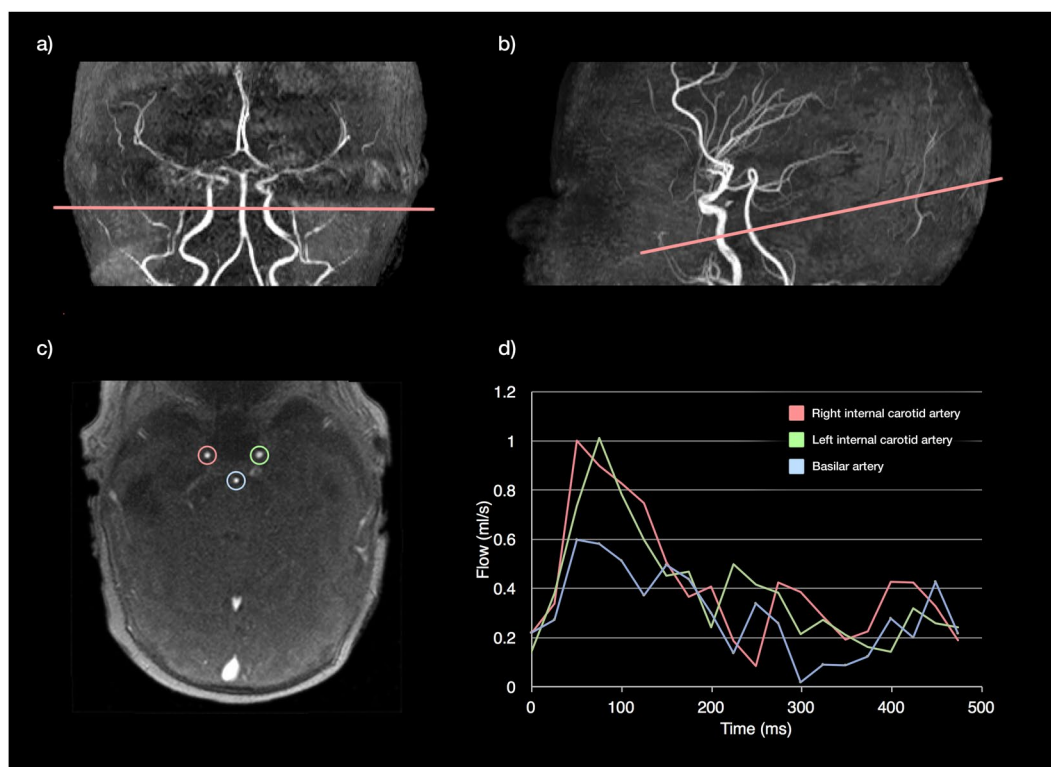 a)
b)
c)
d)
1.2
1
0.8
0.6
0.4
0.2
0
Flow (ml/s)
Right internal carotid artery
Left internal carotid artery
Basilar artery
0
100
200
300
400
500
Time (ms)